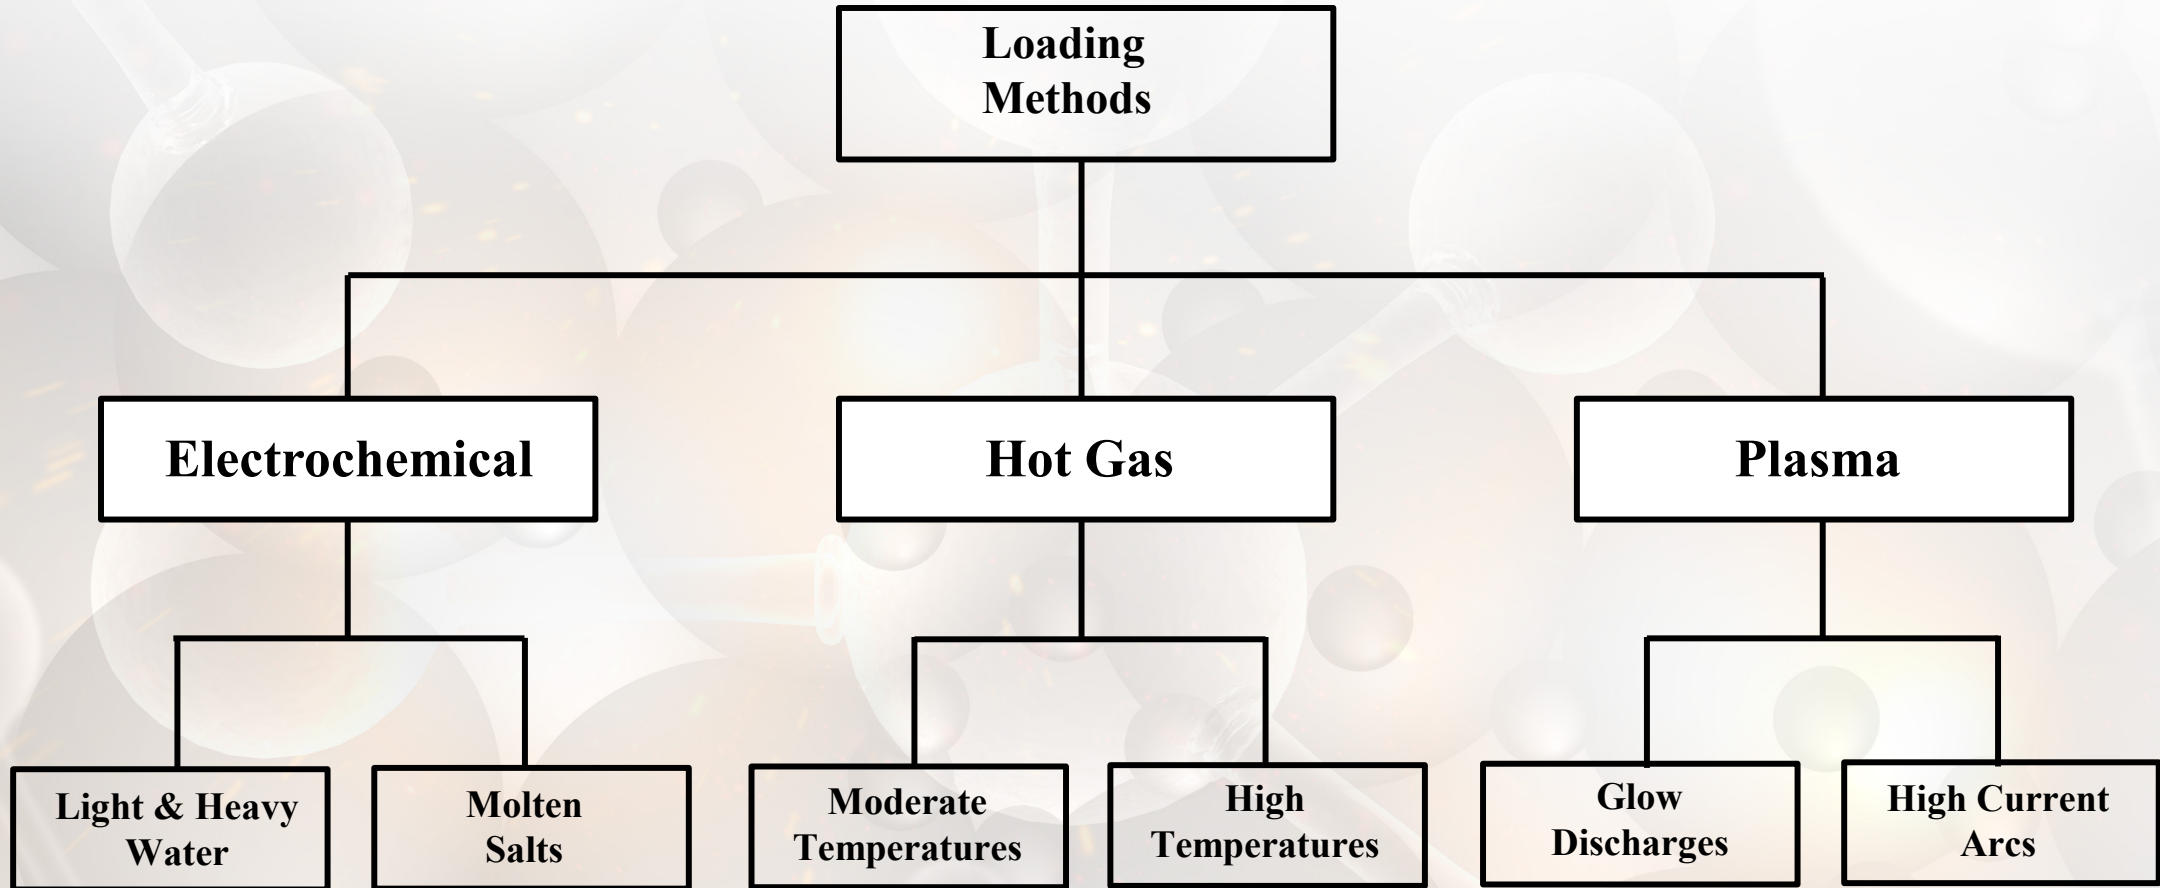 Loading
Methods
Electrochemical
Hot Gas
Plasma
Light & Heavy
Water
Molten
Salts
Moderate
Temperatures
High
Temperatures
Glow
Discharges
High Current
Arcs